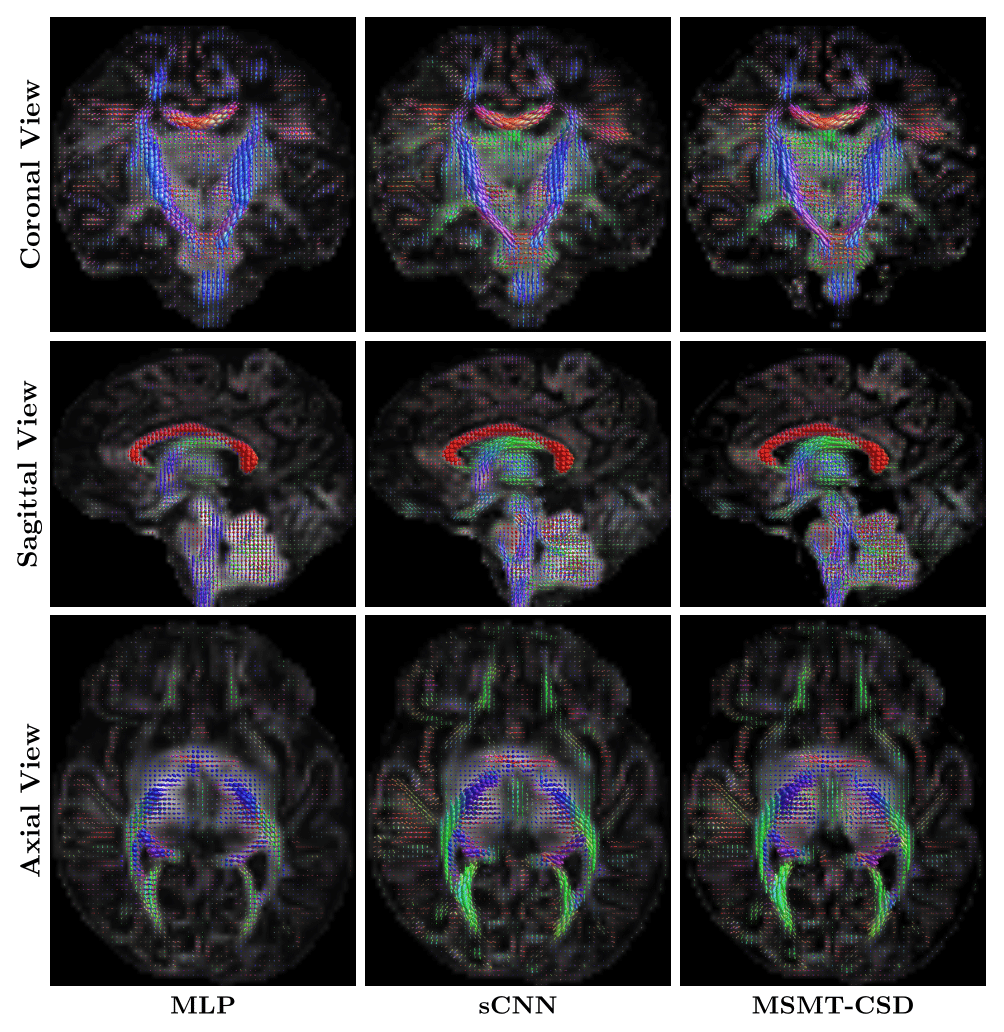 Coronal View
Sagittal View
Axial View
MLP
sCNN
MSMT-CSD